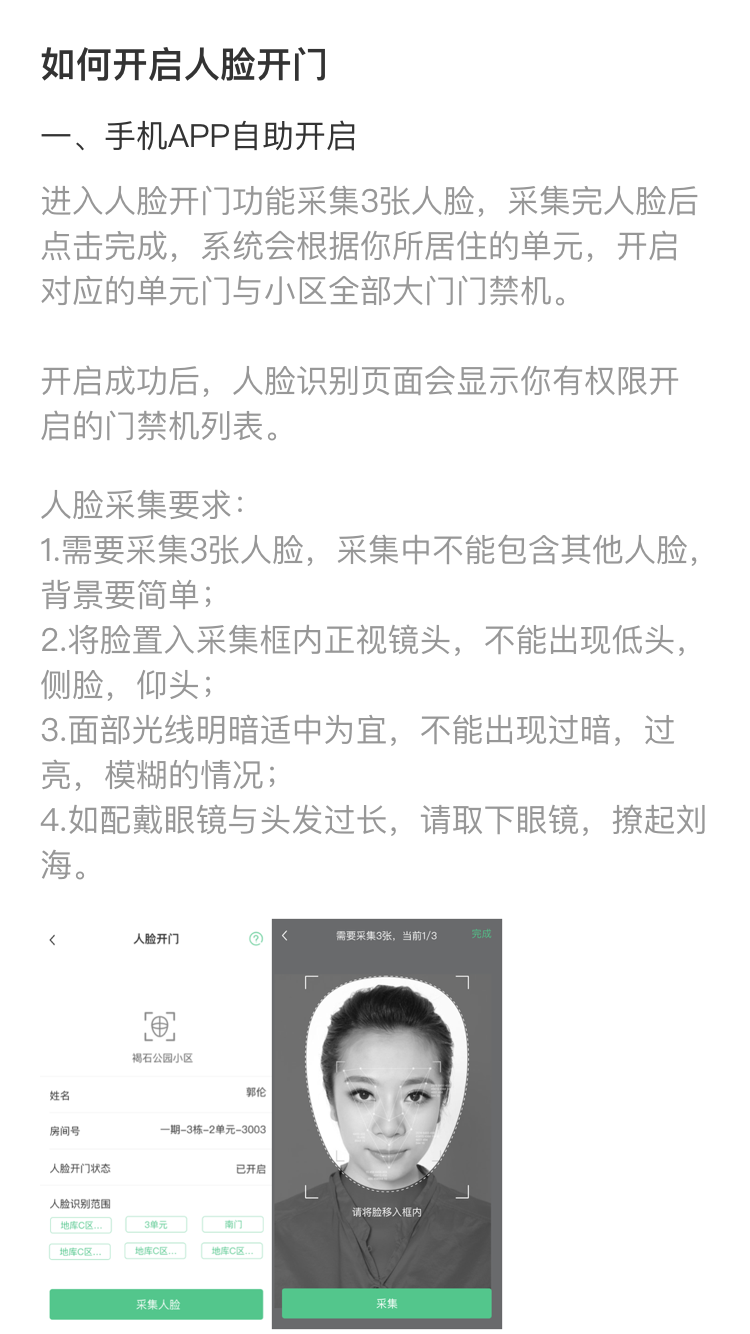 如何开启人脸开门
一、手机APP自助开启
进入人脸开门功能采集3张人脸，采集完人脸后
点击完成，系统会根据你所居住的单元，开启
对应的单元门与小区全部大门门禁机。
开启成功后，人脸识别页面会显示你有权限开
启的门禁机列表。
人脸采集要求：
1.需要采集3张人脸，采集中不能包含其他人脸，
背景要简单；
2.将脸置入采集框内正视镜头，不能出现低头，
侧脸，仰头；
3.面部光线明暗适中为宜，不能出现过暗，过
亮，模糊的情况；
4.如配戴眼镜与头发过长，请取下眼镜，撩起刘
海。
人脸开门
?
褐石公园小区
姓名 郭伦
房间号 一期-3栋-2单元-3003
人脸开门状态 已开启
人脸识别范围
地库C区... 3单元 南门
地库C区... 地库C区... 地库C区...
采集人脸
需要采集3张，当前1/3 完成
请将脸移入框内
采集